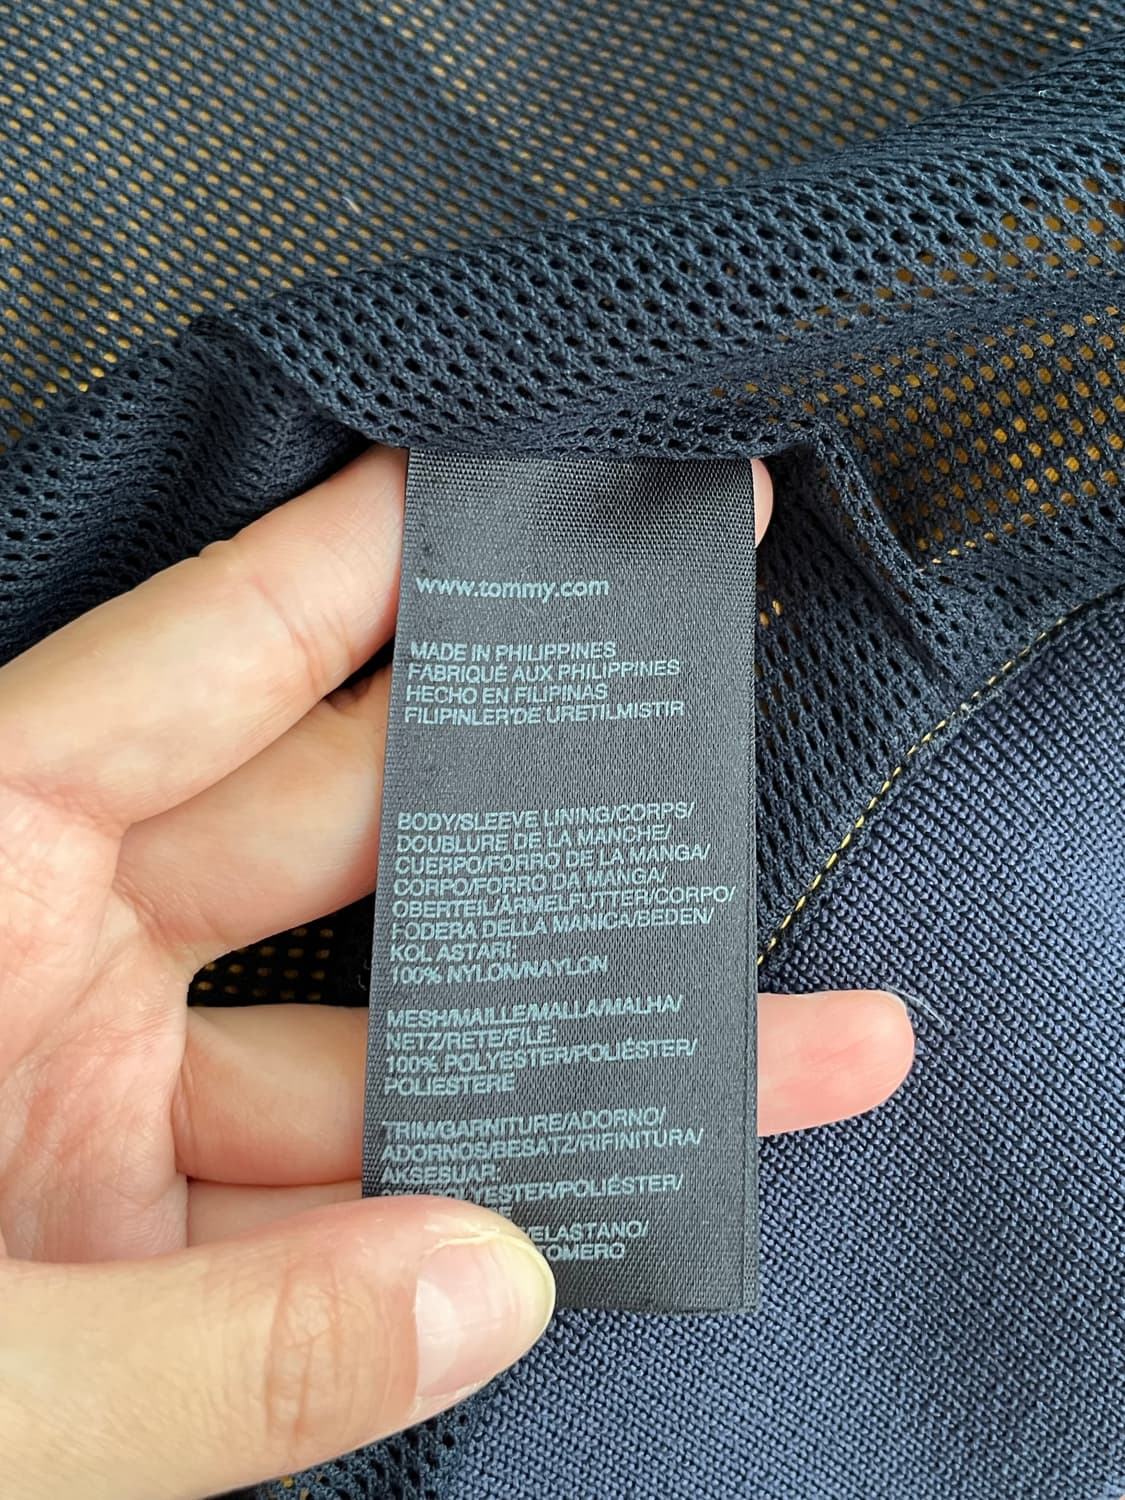 www.tommy.com
MADE IN PHILIPPINES
FABRIQUÉ AUX PHILIPPINES
HECHO EN FILIPINAS
FILIPINLER'DE URETILMISTIR
BODY/SLEEVE LINING/CORPS/
DOUBLURE DE LA MANCHE/
CUERPO/FORRO DE LA MANGA/
CORPO/FORRO DA MANGA/
OBERTEIL/ÄRMELFUTTER/CORPO/
FODERA DELLA MANICA/BEDEN/
KOL ASTARI:
100% NYLON/NAYLON
MESH/MAILLE/MALLA/MALHA/
NETZ/RETE/FILE:
100% POLYESTER/POLIÉSTER/
POLIESTERE
TRIM/GARNITURE/ADORNO/
ADORNOS/BESATZ/RIFINITURA/
AKSESUAR:
POLYESTER/POLIÉSTER/
ELASTANO/